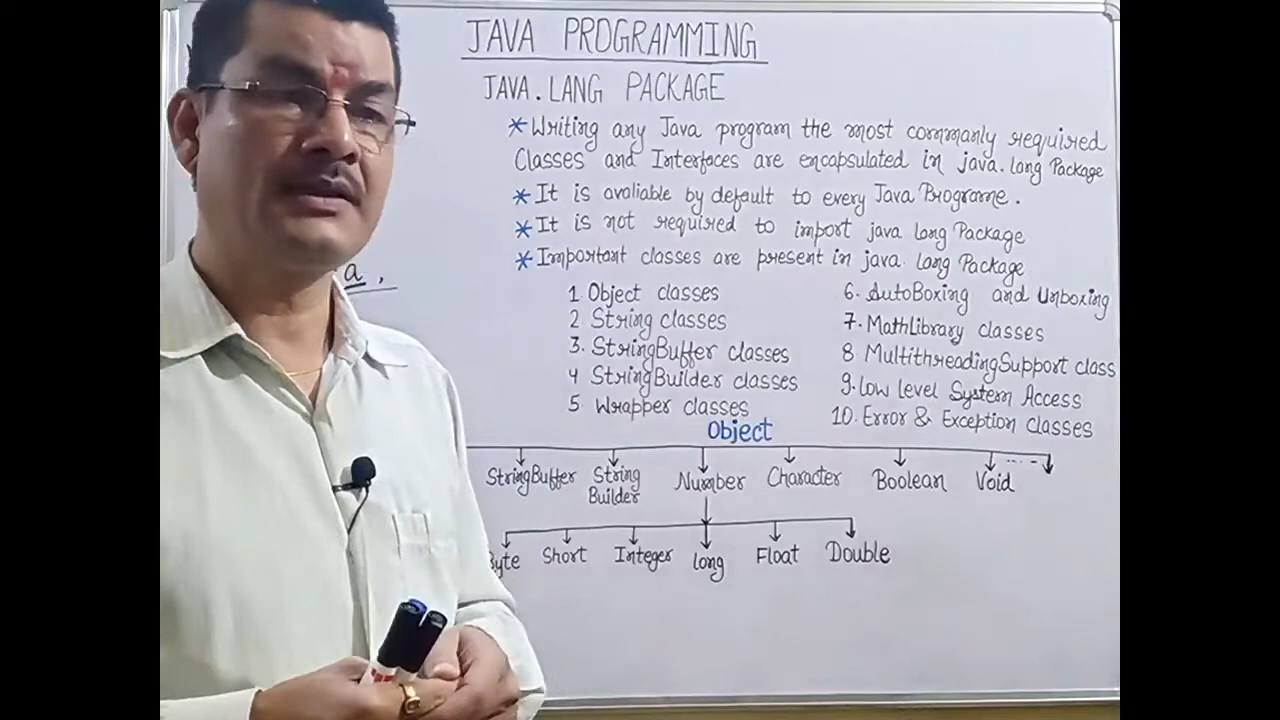 JAVA PROGRAMMING
JAVA.LANG PACKAGE
* Writing any Java program the most commonly required
Classes and Interfaces are encapsulated in java.lang Package
* It is avaliable by default to every Java Programe.
* It is not required to import java lang Package
* Important classes are present in java lang Package
1. Object classes
2 String classes
3. StringBuffer classes
4 StringBuilder classes
5 Wrapper classes
6. AutoBoxing and Unboxing
7. MathLibrary classes
8 MultithreadingSupport class
9. Low Level System Access
10. Error & Exception classes
Object
StringBuffer String Builder Number Character Boolean Void
Byte Short Integer long Float Double
a,